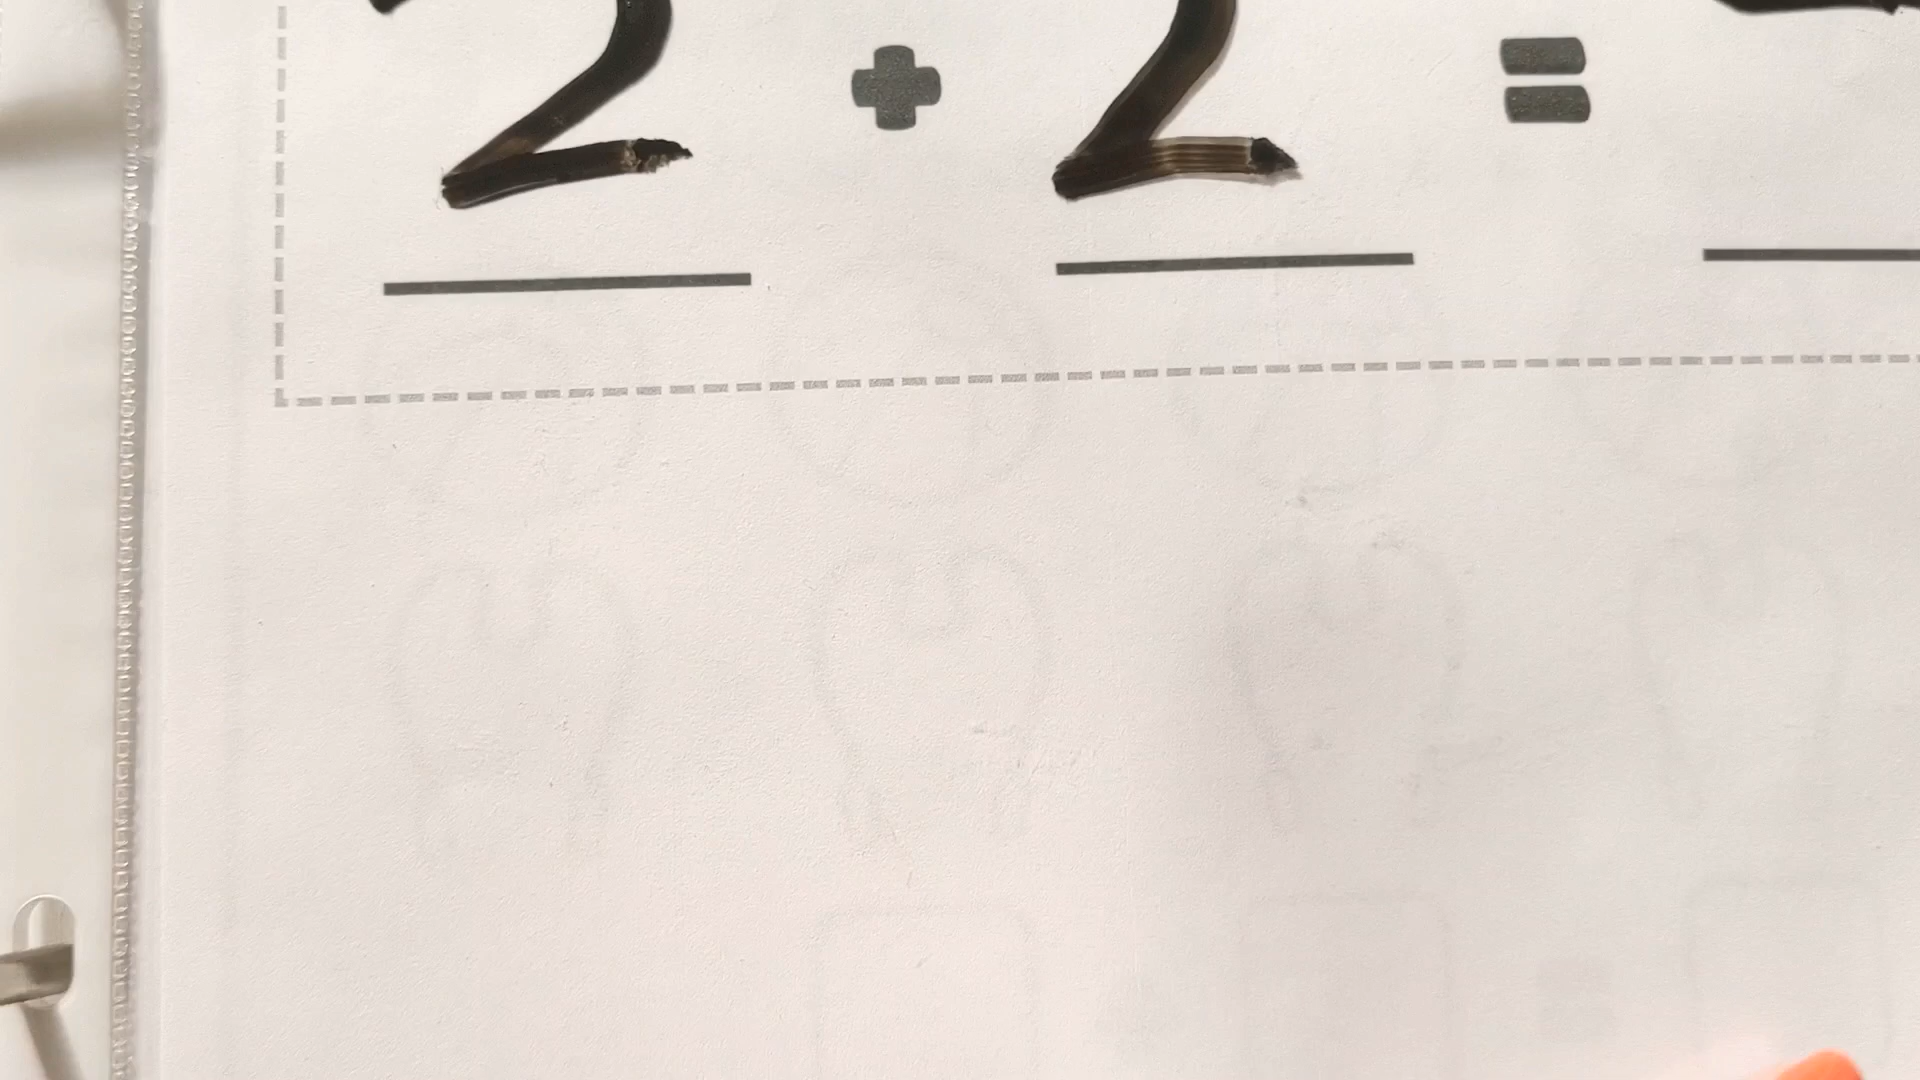 2 + 2 =